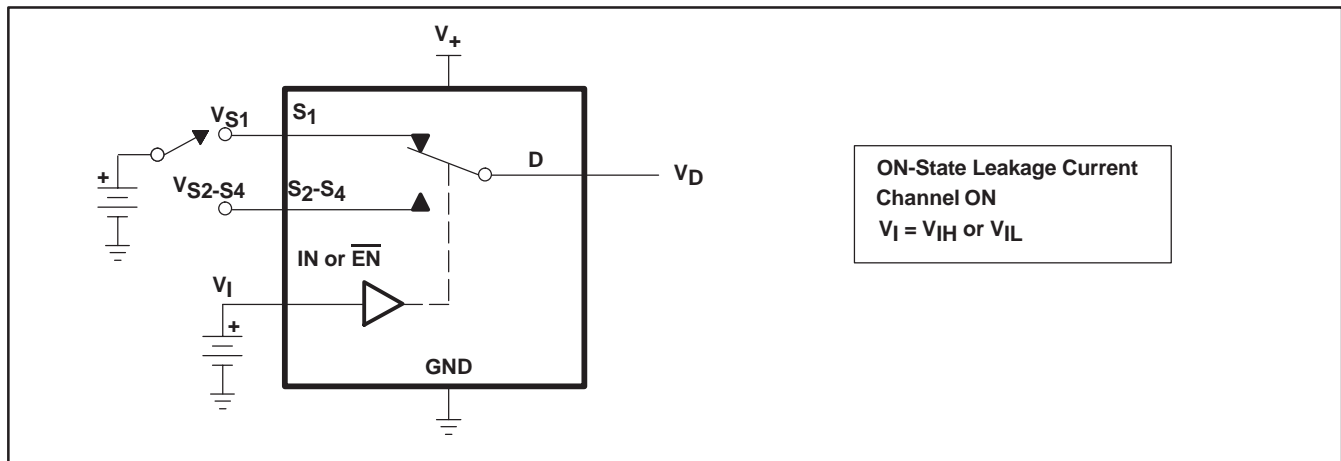 V+
VS1
S1
+
D
VD
VS2-S4
S2-S4
IN or E̅N̅
VI
+
GND
ON-State Leakage Current
Channel ON
VI = VIH or VIL